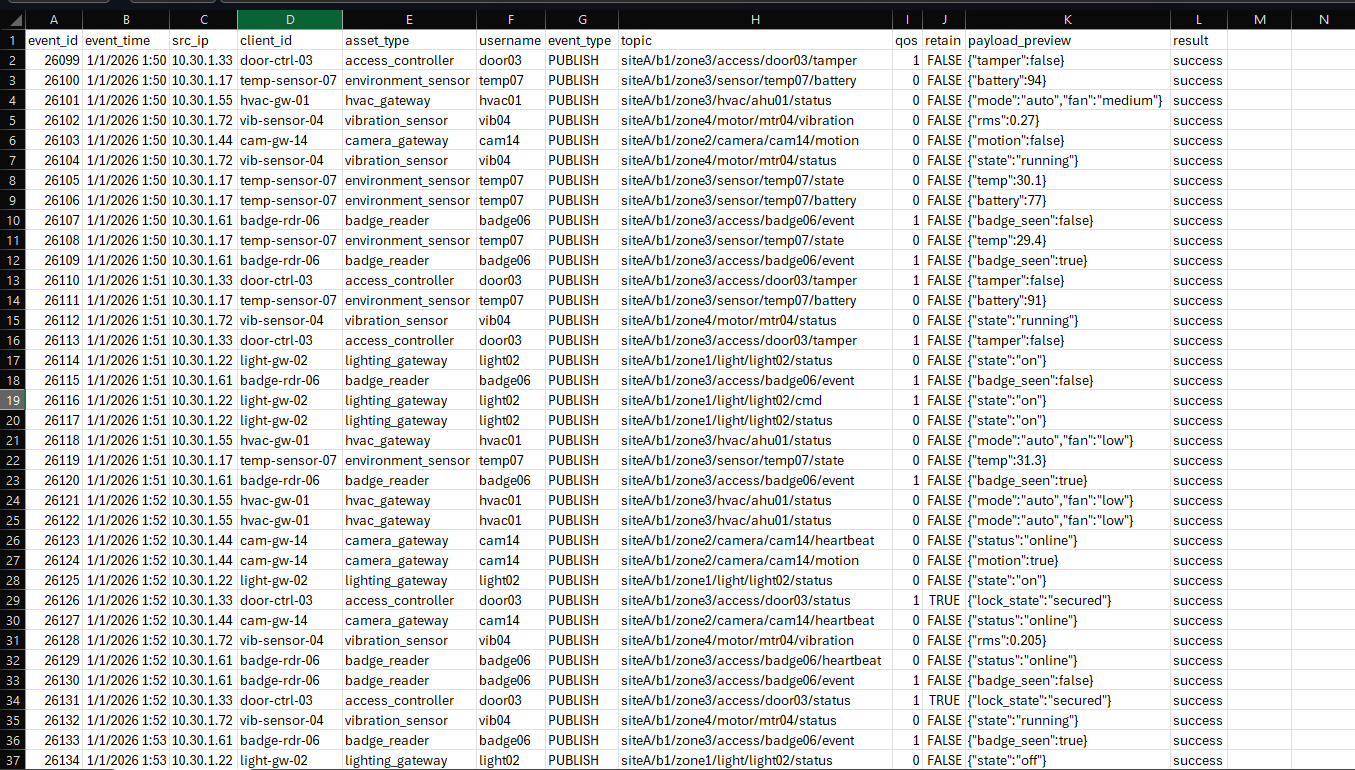 A B C D E F G H I J K L M N
1 event_id event_time src_ip client_id asset_type username event_type topic qos retain payload_preview result
2 26099 1/1/2026 1:50 10.30.1.33 door-ctrl-03 access_controller door03 PUBLISH siteA/b1/zone3/access/door03/tamper 1 FALSE {"tamper":false} success
3 26100 1/1/2026 1:50 10.30.1.17 temp-sensor-07 environment_sensor temp07 PUBLISH siteA/b1/zone3/sensor/temp07/battery 0 FALSE {"battery":94} success
4 26101 1/1/2026 1:50 10.30.1.55 hvac-gw-01 hvac_gateway hvac01 PUBLISH siteA/b1/zone3/hvac/ahu01/status 0 FALSE {"mode":"auto","fan":"medium"} success
5 26102 1/1/2026 1:50 10.30.1.72 vib-sensor-04 vibration_sensor vib04 PUBLISH siteA/b1/zone4/motor/mtr04/vibration 0 FALSE {"rms":0.27} success
6 26103 1/1/2026 1:50 10.30.1.44 cam-gw-14 camera_gateway cam14 PUBLISH siteA/b1/zone2/camera/cam14/motion 0 FALSE {"motion":false} success
7 26104 1/1/2026 1:50 10.30.1.72 vib-sensor-04 vibration_sensor vib04 PUBLISH siteA/b1/zone4/motor/mtr04/status 0 FALSE {"state":"running"} success
8 26105 1/1/2026 1:50 10.30.1.17 temp-sensor-07 environment_sensor temp07 PUBLISH siteA/b1/zone3/sensor/temp07/state 0 FALSE {"temp":30.1} success
9 26106 1/1/2026 1:50 10.30.1.17 temp-sensor-07 environment_sensor temp07 PUBLISH siteA/b1/zone3/sensor/temp07/battery 0 FALSE {"battery":77} success
10 26107 1/1/2026 1:50 10.30.1.61 badge-rdr-06 badge_reader badge06 PUBLISH siteA/b1/zone3/access/badge06/event 1 FALSE {"badge_seen":false} success
11 26108 1/1/2026 1:50 10.30.1.17 temp-sensor-07 environment_sensor temp07 PUBLISH siteA/b1/zone3/sensor/temp07/state 0 FALSE {"temp":29.4} success
12 26109 1/1/2026 1:50 10.30.1.61 badge-rdr-06 badge_reader badge06 PUBLISH siteA/b1/zone3/access/badge06/event 1 FALSE {"badge_seen":true} success
13 26110 1/1/2026 1:51 10.30.1.33 door-ctrl-03 access_controller door03 PUBLISH siteA/b1/zone3/access/door03/tamper 1 FALSE {"tamper":false} success
14 26111 1/1/2026 1:51 10.30.1.17 temp-sensor-07 environment_sensor temp07 PUBLISH siteA/b1/zone3/sensor/temp07/battery 0 FALSE {"battery":91} success
15 26112 1/1/2026 1:51 10.30.1.72 vib-sensor-04 vibration_sensor vib04 PUBLISH siteA/b1/zone4/motor/mtr04/status 0 FALSE {"state":"running"} success
16 26113 1/1/2026 1:51 10.30.1.33 door-ctrl-03 access_controller door03 PUBLISH siteA/b1/zone3/access/door03/tamper 1 FALSE {"tamper":false} success
17 26114 1/1/2026 1:51 10.30.1.22 light-gw-02 lighting_gateway light02 PUBLISH siteA/b1/zone1/light/light02/status 0 FALSE {"state":"on"} success
18 26115 1/1/2026 1:51 10.30.1.61 badge-rdr-06 badge_reader badge06 PUBLISH siteA/b1/zone3/access/badge06/event 1 FALSE {"badge_seen":false} success
19 26116 1/1/2026 1:51 10.30.1.22 light-gw-02 lighting_gateway light02 PUBLISH siteA/b1/zone1/light/light02/cmd 1 FALSE {"state":"on"} success
20 26117 1/1/2026 1:51 10.30.1.22 light-gw-02 lighting_gateway light02 PUBLISH siteA/b1/zone1/light/light02/status 0 FALSE {"state":"on"} success
21 26118 1/1/2026 1:51 10.30.1.55 hvac-gw-01 hvac_gateway hvac01 PUBLISH siteA/b1/zone3/hvac/ahu01/status 0 FALSE {"mode":"auto","fan":"low"} success
22 26119 1/1/2026 1:51 10.30.1.17 temp-sensor-07 environment_sensor temp07 PUBLISH siteA/b1/zone3/sensor/temp07/state 0 FALSE {"temp":31.3} success
23 26120 1/1/2026 1:51 10.30.1.61 badge-rdr-06 badge_reader badge06 PUBLISH siteA/b1/zone3/access/badge06/event 1 FALSE {"badge_seen":true} success
24 26121 1/1/2026 1:52 10.30.1.55 hvac-gw-01 hvac_gateway hvac01 PUBLISH siteA/b1/zone3/hvac/ahu01/status 0 FALSE {"mode":"auto","fan":"low"} success
25 26122 1/1/2026 1:52 10.30.1.55 hvac-gw-01 hvac_gateway hvac01 PUBLISH siteA/b1/zone3/hvac/ahu01/status 0 FALSE {"mode":"auto","fan":"low"} success
26 26123 1/1/2026 1:52 10.30.1.44 cam-gw-14 camera_gateway cam14 PUBLISH siteA/b1/zone2/camera/cam14/heartbeat 0 FALSE {"status":"online"} success
27 26124 1/1/2026 1:52 10.30.1.44 cam-gw-14 camera_gateway cam14 PUBLISH siteA/b1/zone2/camera/cam14/motion 0 FALSE {"motion":true} success
28 26125 1/1/2026 1:52 10.30.1.22 light-gw-02 lighting_gateway light02 PUBLISH siteA/b1/zone1/light/light02/status 0 FALSE {"state":"on"} success
29 26126 1/1/2026 1:52 10.30.1.33 door-ctrl-03 access_controller door03 PUBLISH siteA/b1/zone3/access/door03/status 1 TRUE {"lock_state":"secured"} success
30 26127 1/1/2026 1:52 10.30.1.44 cam-gw-14 camera_gateway cam14 PUBLISH siteA/b1/zone2/camera/cam14/heartbeat 0 FALSE {"status":"online"} success
31 26128 1/1/2026 1:52 10.30.1.72 vib-sensor-04 vibration_sensor vib04 PUBLISH siteA/b1/zone4/motor/mtr04/vibration 0 FALSE {"rms":0.205} success
32 26129 1/1/2026 1:52 10.30.1.61 badge-rdr-06 badge_reader badge06 PUBLISH siteA/b1/zone3/access/badge06/heartbeat 0 FALSE {"status":"online"} success
33 26130 1/1/2026 1:52 10.30.1.61 badge-rdr-06 badge_reader badge06 PUBLISH siteA/b1/zone3/access/badge06/event 1 FALSE {"badge_seen":false} success
34 26131 1/1/2026 1:52 10.30.1.33 door-ctrl-03 access_controller door03 PUBLISH siteA/b1/zone3/access/door03/status 1 TRUE {"lock_state":"secured"} success
35 26132 1/1/2026 1:52 10.30.1.72 vib-sensor-04 vibration_sensor vib04 PUBLISH siteA/b1/zone4/motor/mtr04/status 0 FALSE {"state":"running"} success
36 26133 1/1/2026 1:53 10.30.1.61 badge-rdr-06 badge_reader badge06 PUBLISH siteA/b1/zone3/access/badge06/event 1 FALSE {"badge_seen":true} success
37 26134 1/1/2026 1:53 10.30.1.22 light-gw-02 lighting_gateway light02 PUBLISH siteA/b1/zone1/light/light02/status 0 FALSE {"state":"off"} success